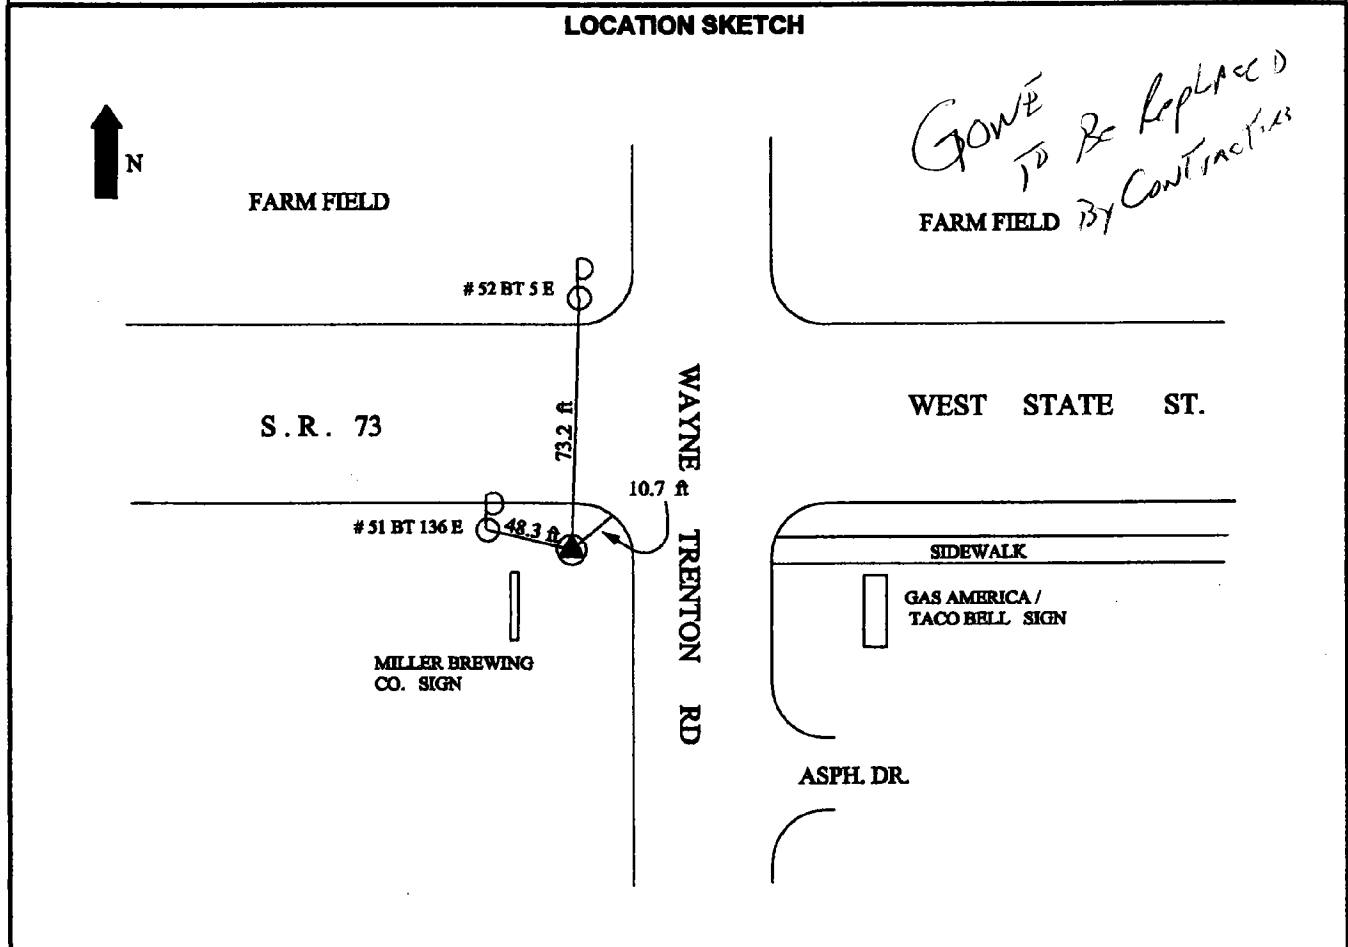 LOCATION SKETCH
GONE
TO BE REPLACED
BY CONTRACTORS
N
FARM FIELD
FARM FIELD
# 52 BT 5 E
S.R. 73
73.2 ft
WAYNE TRENTON RD
WEST STATE ST.
10.7 ft
# 51 BT 136 E
48.3 ft
SIDEWALK
GAS AMERICA /
TACO BELL SIGN
MILLER BREWING
CO. SIGN
ASPH. DR.